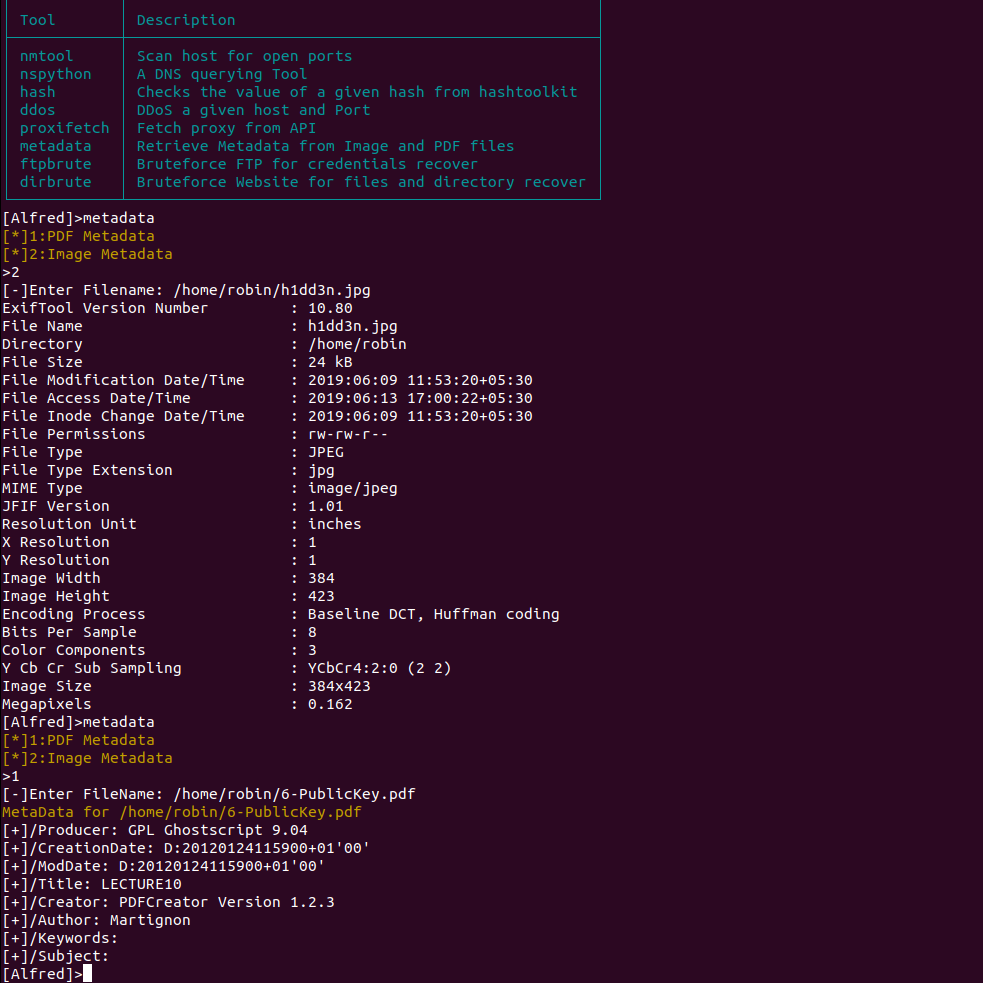 Tool Description
nmtool Scan host for open ports
nspython A DNS querying Tool
hash Checks the value of a given hash from hashtoolkit
ddos DDoS a given host and Port
proxifetch Fetch proxy from API
metadata Retrieve Metadata from Image and PDF files
ftpbrute Bruteforce FTP for credentials recover
dirbrute Bruteforce Website for files and directory recover
[Alfred]>metadata
[*]1:PDF Metadata
[*]2:Image Metadata
>2
[-]Enter Filename: /home/robin/h1dd3n.jpg
ExifTool Version Number : 10.80
File Name : h1dd3n.jpg
Directory : /home/robin
File Size : 24 kB
File Modification Date/Time : 2019:06:09 11:53:20+05:30
File Access Date/Time : 2019:06:13 17:00:22+05:30
File Inode Change Date/Time : 2019:06:09 11:53:20+05:30
File Permissions : rw-rw-r--
File Type : JPEG
File Type Extension : jpg
MIME Type : image/jpeg
JFIF Version : 1.01
Resolution Unit : inches
X Resolution : 1
Y Resolution : 1
Image Width : 384
Image Height : 423
Encoding Process : Baseline DCT, Huffman coding
Bits Per Sample : 8
Color Components : 3
Y Cb Cr Sub Sampling : YCbCr4:2:0 (2 2)
Image Size : 384x423
Megapixels : 0.162
[Alfred]>metadata
[*]1:PDF Metadata
[*]2:Image Metadata
>1
[-]Enter FileName: /home/robin/6-PublicKey.pdf
MetaData for /home/robin/6-PublicKey.pdf
[+]/Producer: GPL Ghostscript 9.04
[+]/CreationDate: D:20120124115900+01'00'
[+]/ModDate: D:20120124115900+01'00'
[+]/Title: LECTURE10
[+]/Creator: PDFCreator Version 1.2.3
[+]/Author: Martignon
[+]/Keywords:
[+]/Subject:
[Alfred]>